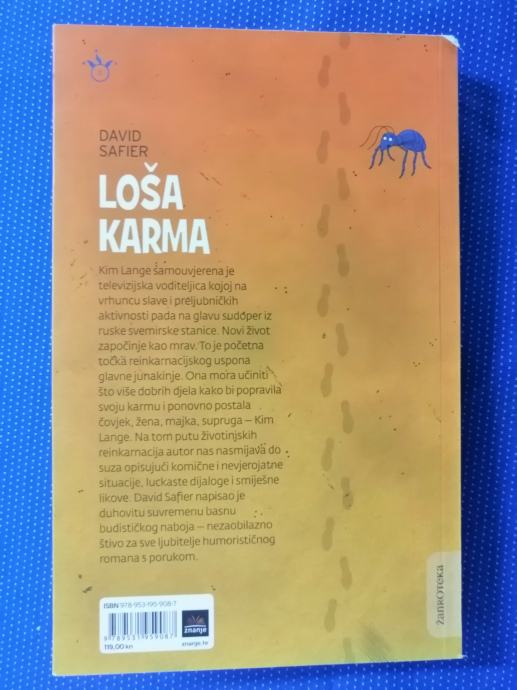 DAVID
SAFIER
LOŠA
KARMA
Kim Lange samouvjerena je
televizijska voditeljica kojoj na
vrhuncu slave i preljubničkih
aktivnosti pada na glavu sudoper iz
ruske svemirske stanice. Novi život
započinje kao mrav. To je početna
točka reinkarnacijskog uspona
glavne junakinje. Ona mora učiniti
što više dobrih djela kako bi popravila
svoju karmu i ponovno postala
čovjek, žena, majka, supruga – Kim
Lange. Na tom putu životinjskih
reinkarnacija autor nas nasmijava do
suza opisujući komične i nevjerojatne
situacije, luckaste dijaloge i smiješne
likove. David Safier napisao je
duhovitu suvremenu basnu
budističkog naboja – nezaobilazno
štivo za sve ljubitelje humorističnog
romana s porukom.
žanROTeKa
ISBN 978-953-195-908-7
9 789531 959087
119,00 kn
znanje
znanje.hr